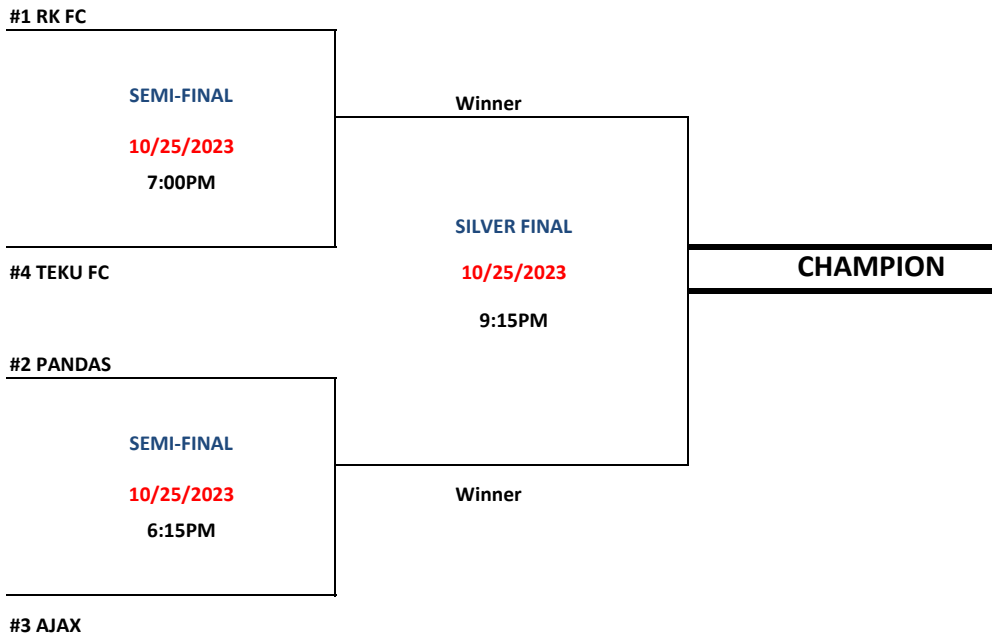 #1 RK FC
SEMI-FINAL
10/25/2023
7:00PM
#4 TEKU FC
Winner
SILVER FINAL
10/25/2023
9:15PM
CHAMPION
#2 PANDAS
SEMI-FINAL
10/25/2023
6:15PM
#3 AJAX
Winner